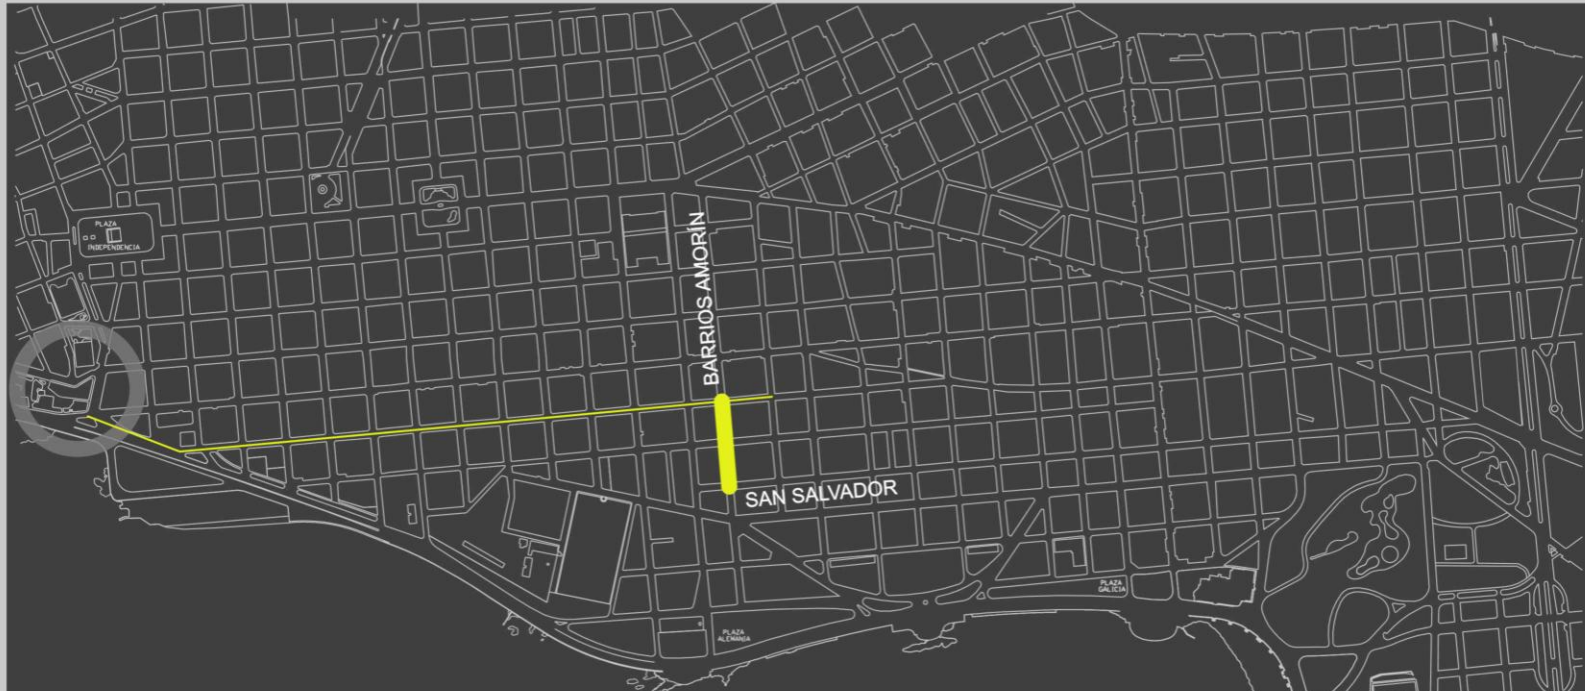 PLAZA
INDEPENDENCIA
BARRIOS AMORÍN
SAN SALVADOR
PLAZA
GALICIA
PLAZA
ALEMANIA